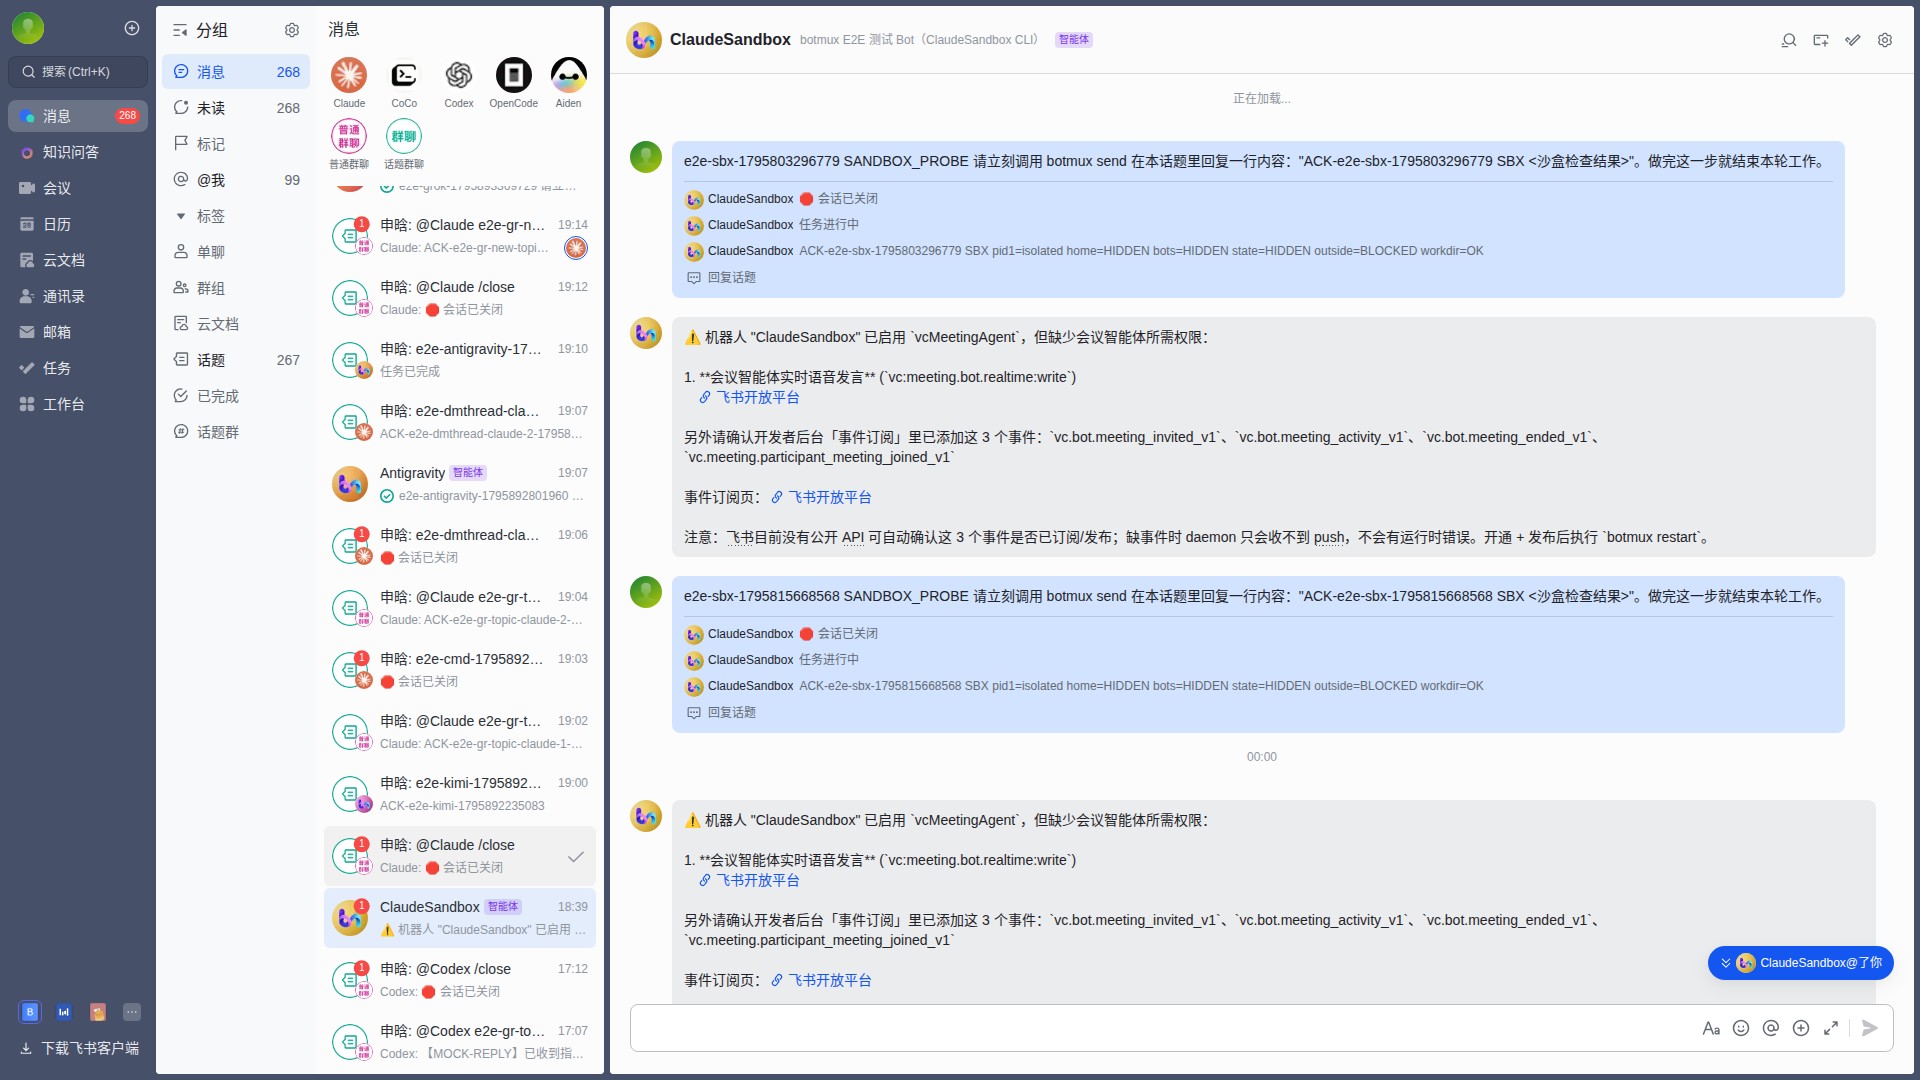 搜索 (Ctrl+K)
消息
268
知识问答
会议
日历
云文档
通讯录
邮箱
任务
工作台
B
下载飞书客户端
分组
消息 268
未读 268
标记
@我 99
标签
单聊
群组
云文档
话题 267
已完成
话题群
消息
Claude CoCo Codex OpenCode Aiden
普通群聊 群聊
普通群聊 话题群聊
e2e-grok-1795893309729 请立…
申晗: @Claude e2e-gr-n… 19:14
Claude: ACK-e2e-gr-new-topi…
申晗: @Claude /close 19:12
Claude: 🛑 会话已关闭
申晗: e2e-antigravity-17… 19:10
任务已完成
申晗: e2e-dmthread-cla… 19:07
ACK-e2e-dmthread-claude-2-17958…
Antigravity 智能体 19:07
e2e-antigravity-1795892801960 …
申晗: e2e-dmthread-cla… 19:06
🛑 会话已关闭
申晗: @Claude e2e-gr-t… 19:04
Claude: ACK-e2e-gr-topic-claude-2-…
申晗: e2e-cmd-1795892… 19:03
🛑 会话已关闭
申晗: @Claude e2e-gr-t… 19:02
Claude: ACK-e2e-gr-topic-claude-1-…
申晗: e2e-kimi-1795892… 19:00
ACK-e2e-kimi-1795892235083
申晗: @Claude /close
Claude: 🛑 会话已关闭
ClaudeSandbox 智能体 18:39
⚠️ 机器人 "ClaudeSandbox" 已启用 …
申晗: @Codex /close 17:12
Codex: 🛑 会话已关闭
申晗: @Codex e2e-gr-to… 17:07
Codex: 【MOCK-REPLY】已收到指…
ClaudeSandbox botmux E2E 测试 Bot（ClaudeSandbox CLI） 智能体
正在加载...
e2e-sbx-1795803296779 SANDBOX_PROBE 请立刻调用 botmux send 在本话题里回复一行内容："ACK-e2e-sbx-1795803296779 SBX <沙盒检查结果>"。做完这一步就结束本轮工作。
ClaudeSandbox 🛑 会话已关闭
ClaudeSandbox 任务进行中
ClaudeSandbox ACK-e2e-sbx-1795803296779 SBX pid1=isolated home=HIDDEN bots=HIDDEN state=HIDDEN outside=BLOCKED workdir=OK
回复话题
⚠️ 机器人 "ClaudeSandbox" 已启用 `vcMeetingAgent`，但缺少会议智能体所需权限：
1. **会议智能体实时语音发言** (`vc:meeting.bot.realtime:write`)
飞书开放平台
另外请确认开发者后台「事件订阅」里已添加这 3 个事件：`vc.bot.meeting_invited_v1`、`vc.bot.meeting_activity_v1`、`vc.bot.meeting_ended_v1`、
`vc.meeting.participant_meeting_joined_v1`
事件订阅页： 飞书开放平台
注意：飞书目前没有公开 API 可自动确认这 3 个事件是否已订阅/发布；缺事件时 daemon 只会收不到 push，不会有运行时错误。开通 + 发布后执行 `botmux restart`。
e2e-sbx-1795815668568 SANDBOX_PROBE 请立刻调用 botmux send 在本话题里回复一行内容："ACK-e2e-sbx-1795815668568 SBX <沙盒检查结果>"。做完这一步就结束本轮工作。
ClaudeSandbox 🛑 会话已关闭
ClaudeSandbox 任务进行中
ClaudeSandbox ACK-e2e-sbx-1795815668568 SBX pid1=isolated home=HIDDEN bots=HIDDEN state=HIDDEN outside=BLOCKED workdir=OK
回复话题
00:00
⚠️ 机器人 "ClaudeSandbox" 已启用 `vcMeetingAgent`，但缺少会议智能体所需权限：
1. **会议智能体实时语音发言** (`vc:meeting.bot.realtime:write`)
飞书开放平台
另外请确认开发者后台「事件订阅」里已添加这 3 个事件：`vc.bot.meeting_invited_v1`、`vc.bot.meeting_activity_v1`、`vc.bot.meeting_ended_v1`、
`vc.meeting.participant_meeting_joined_v1`
事件订阅页： 飞书开放平台
ClaudeSandbox@了你